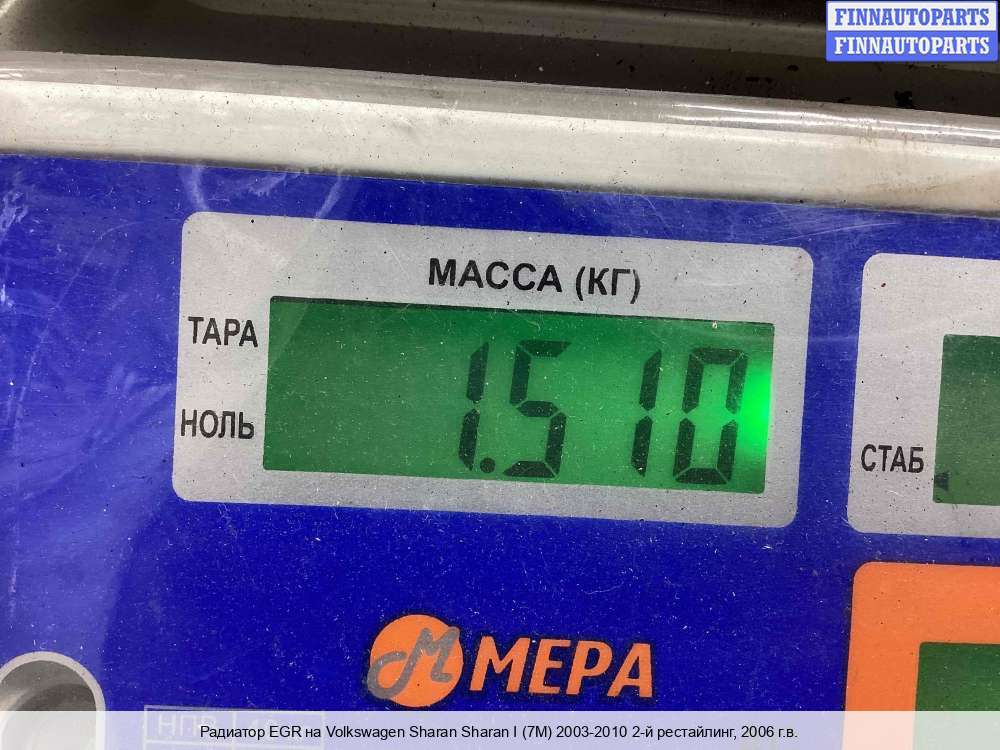 FINNAUTOPARTS
FINNAUTOPARTS
МАССА (КГ)
ТАРА
1.510
НОЛЬ
СТАБ
МЕРА
НПВ
Радиатор EGR на Volkswagen Sharan Sharan I (7M) 2003-2010 2-й рестайлинг, 2006 г.в.